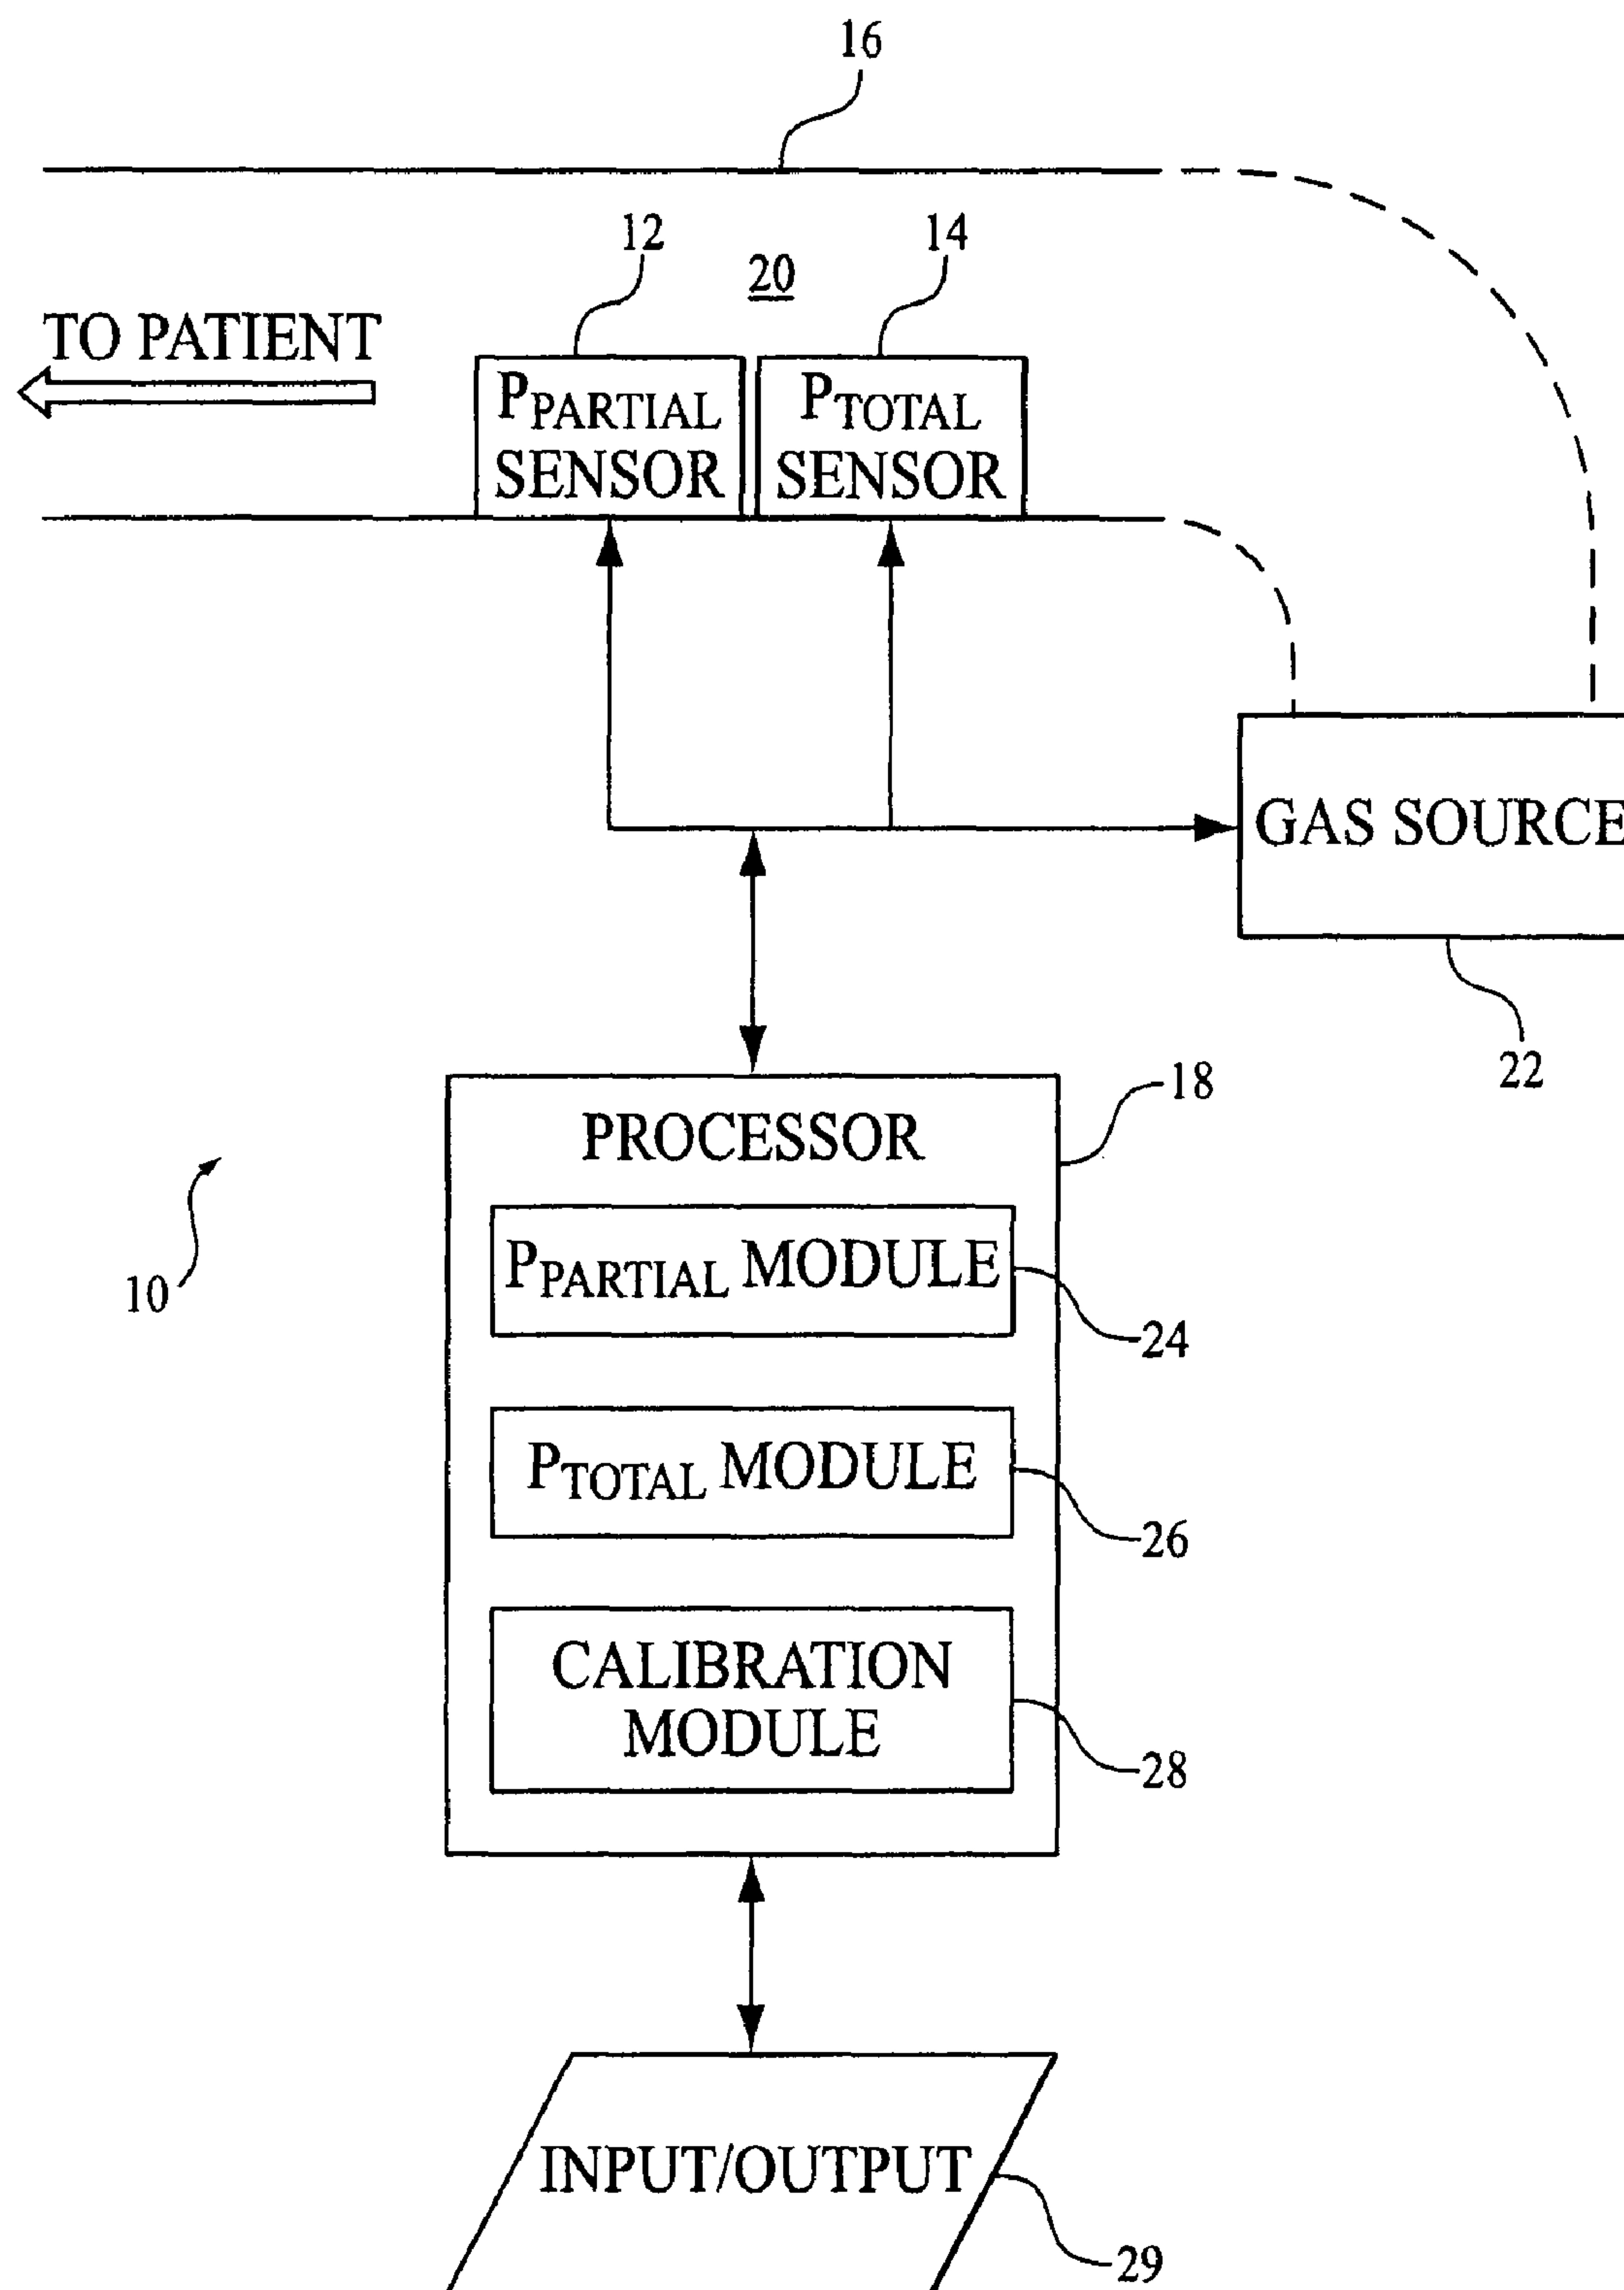 16
12
20
14
TO PATIENT
PPARTIAL
SENSOR
PTOTAL
SENSOR
GAS SOURCE
22
18
PROCESSOR
10
PPARTIAL MODULE
24
PTOTAL MODULE
26
CALIBRATION
MODULE
28
INPUT/OUTPUT
29